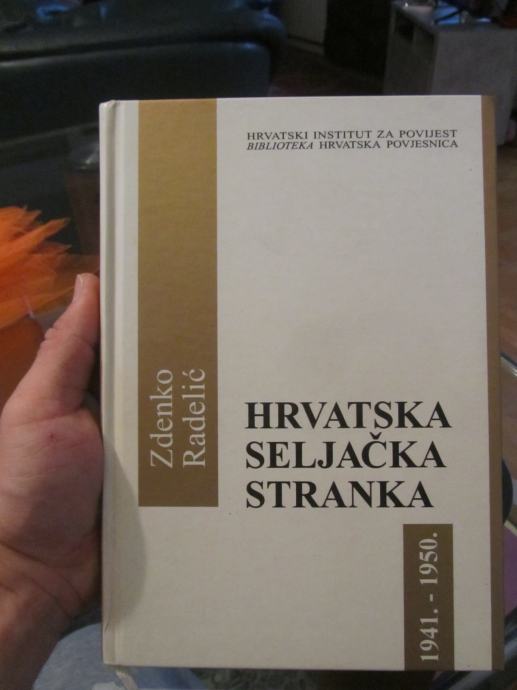 HRVATSKI INSTITUT ZA POVIJEST
BIBLIOTEKA HRVATSKA POVJESNICA
Zdenko
Radelić
HRVATSKA
SELJAČKA
STRANKA
1941. - 1950.